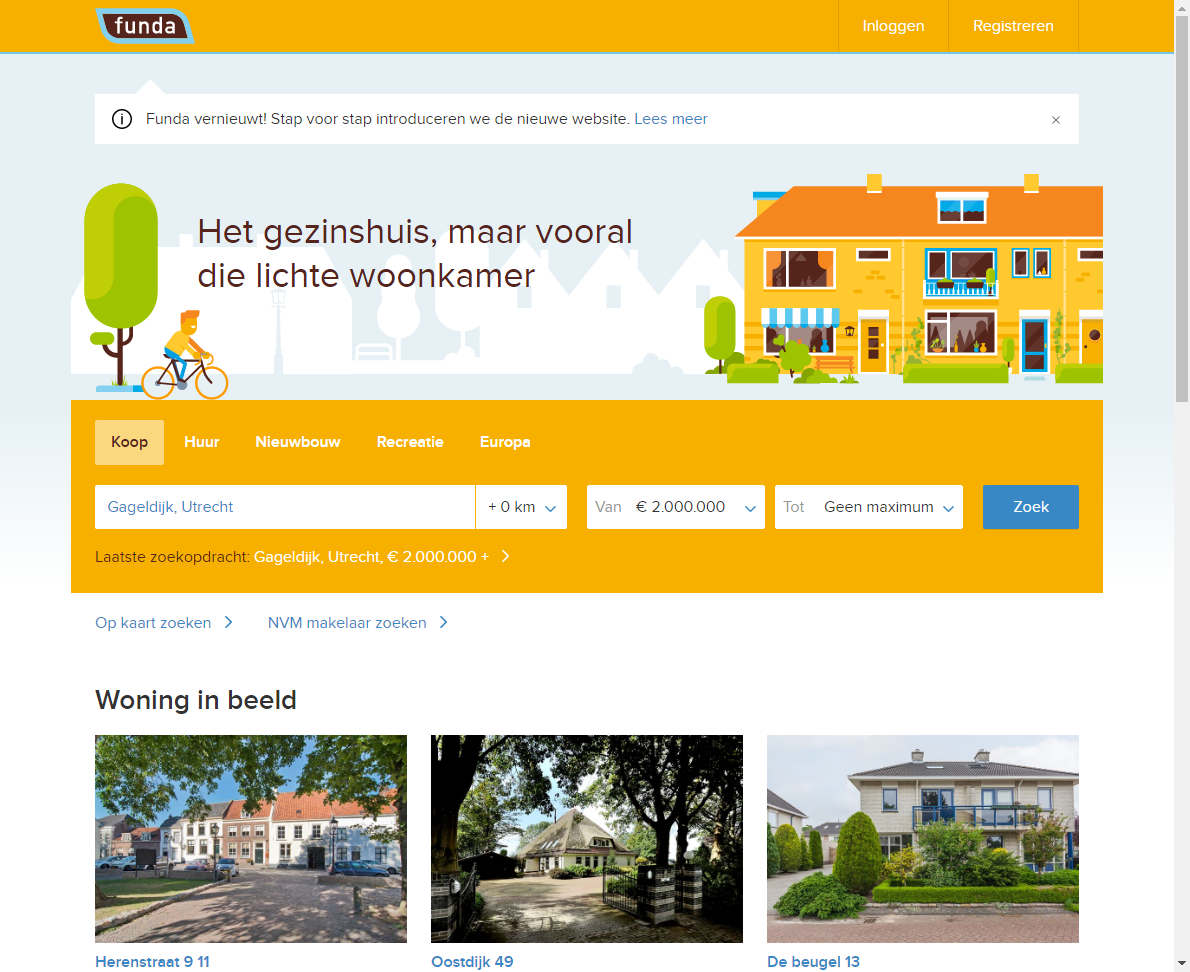 funda
Inloggen
Registreren
Funda vernieuwt! Stap voor stap introduceren we de nieuwe website. Lees meer
Het gezinshuis, maar vooral
die lichte woonkamer
Koop
Huur
Nieuwbouw
Recreatie
Europa
Gageldijk, Utrecht
+ 0 km
Van € 2.000.000
Tot Geen maximum
Zoek
Laatste zoekopdracht: Gageldijk, Utrecht, € 2.000.000 +
Op kaart zoeken
NVM makelaar zoeken
Woning in beeld
Herenstraat 9 11
Oostdijk 49
De beugel 13